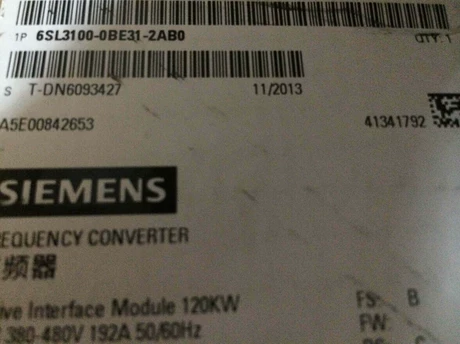 1P 6SL3100-0BE31-2AB0
QTY 1
S T-DN6093427 11/2013
A5E00842653 41341792
SIEMENS
EQUENCY CONVERTER
频器
ive Interface Module 120KW
380-480V 192A 50/60Hz
FS: B
FW:
C